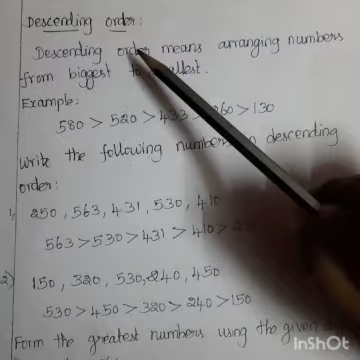 Descending order:
Descending order means arranging numbers
from biggest to
Example:
580 > 520 > 433 > 260 > 130
Write the following numbers in descending
order:
1, 250, 563, 431, 530, 410
563 > 530 > 431 > 410 >
2) 150, 320, 530, 240, 450
530 > 450 > 320 > 240 > 150
Form the greatest numbers using the given
InShOt